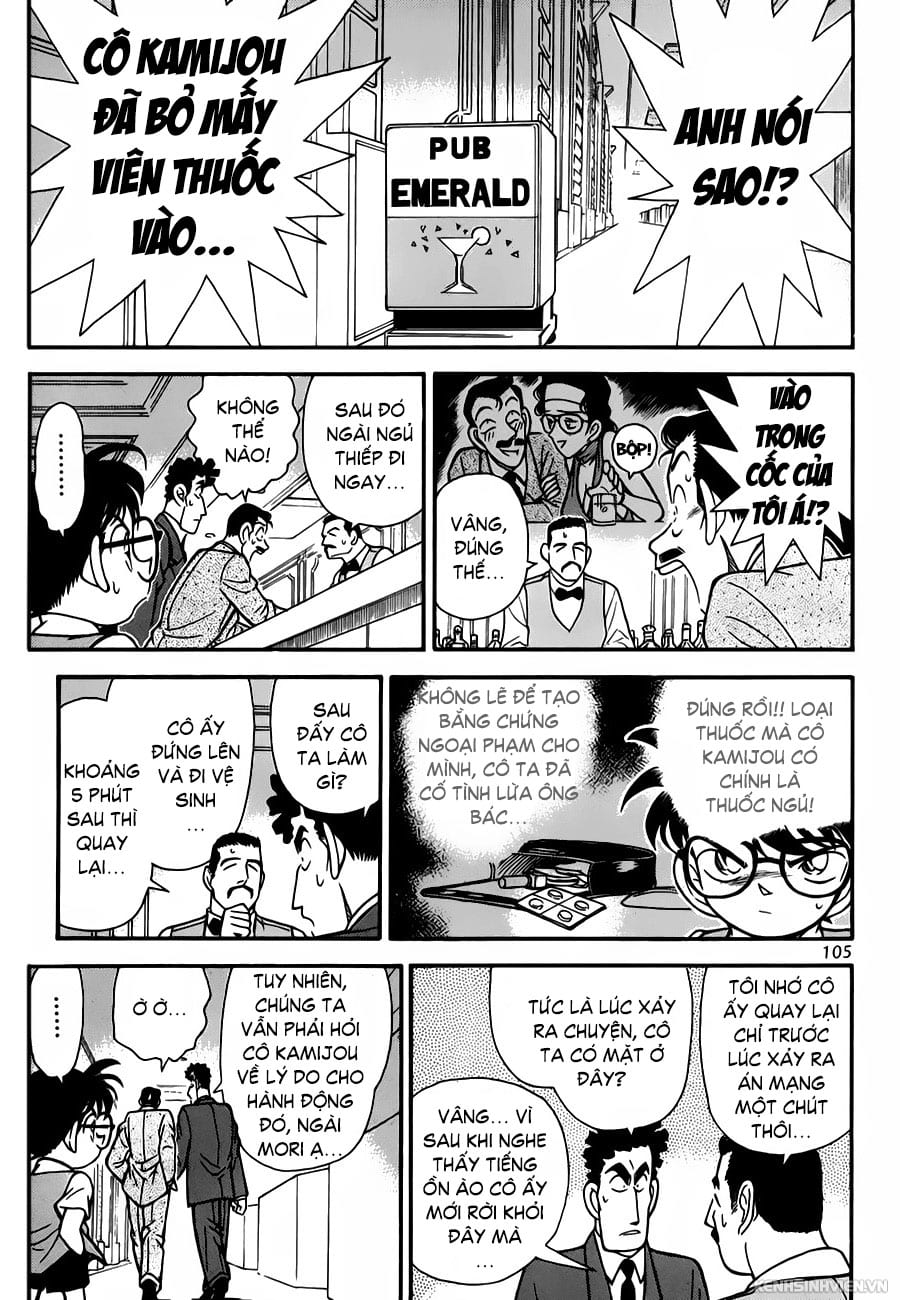 ANH NÓI
SAO!?
CÔ KAMIJOU
ĐÃ BỎ MẤY
VIÊN THUỐC
VÀO...
PUB
EMERALD
VÀO
TRONG
CỐC CỦA
TÔI Á!?
BỘP!
VÂNG,
ĐÚNG
THẾ...
SAU ĐÓ
NGÀI NGỦ
THIẾP ĐI
NGAY...
KHÔNG
THỂ
NÀO!
.......
ĐÚNG RỒI!! LOẠI
THUỐC MÀ CÔ
KAMIJOU CÓ
CHÍNH LÀ
THUỐC NGỦ!
KHÔNG LẼ ĐỂ TẠO
BẰNG CHỨNG
NGOẠI PHẠM CHO
MÌNH, CÔ TA ĐÃ
CỐ TÌNH LỪA ÔNG
BÁC...
SAU
ĐẤY CÔ
TA LÀM
GÌ?
CÔ ẤY
ĐỨNG LÊN
VÀ ĐI VỆ
SINH
...
KHOẢNG
5 PHÚT
SAU THÌ
QUAY
LẠI...
105
TÔI NHỚ CÔ
ẤY QUAY LẠI
CHỈ TRƯỚC
LÚC XẢY RA
ÁN MẠNG
MỘT CHÚT
THÔI...
TỨC LÀ LÚC XẢY
RA CHUYỆN, CÔ
TA CÓ MẶT Ở
ĐÂY?
VÂNG... VÌ
SAU KHI NGHE
THẤY TIẾNG
ỒN ÀO CÔ ẤY
MỚI RỜI KHỎI
ĐÂY MÀ
...
TUY NHIÊN,
CHÚNG TA
VẪN PHẢI HỎI
CÔ KAMIJOU
VỀ LÝ DO CHO
HÀNH ĐỘNG
ĐÓ, NGÀI
MORI Ạ...
Ờ Ờ...
.......
KENHSINHVIEN.VN